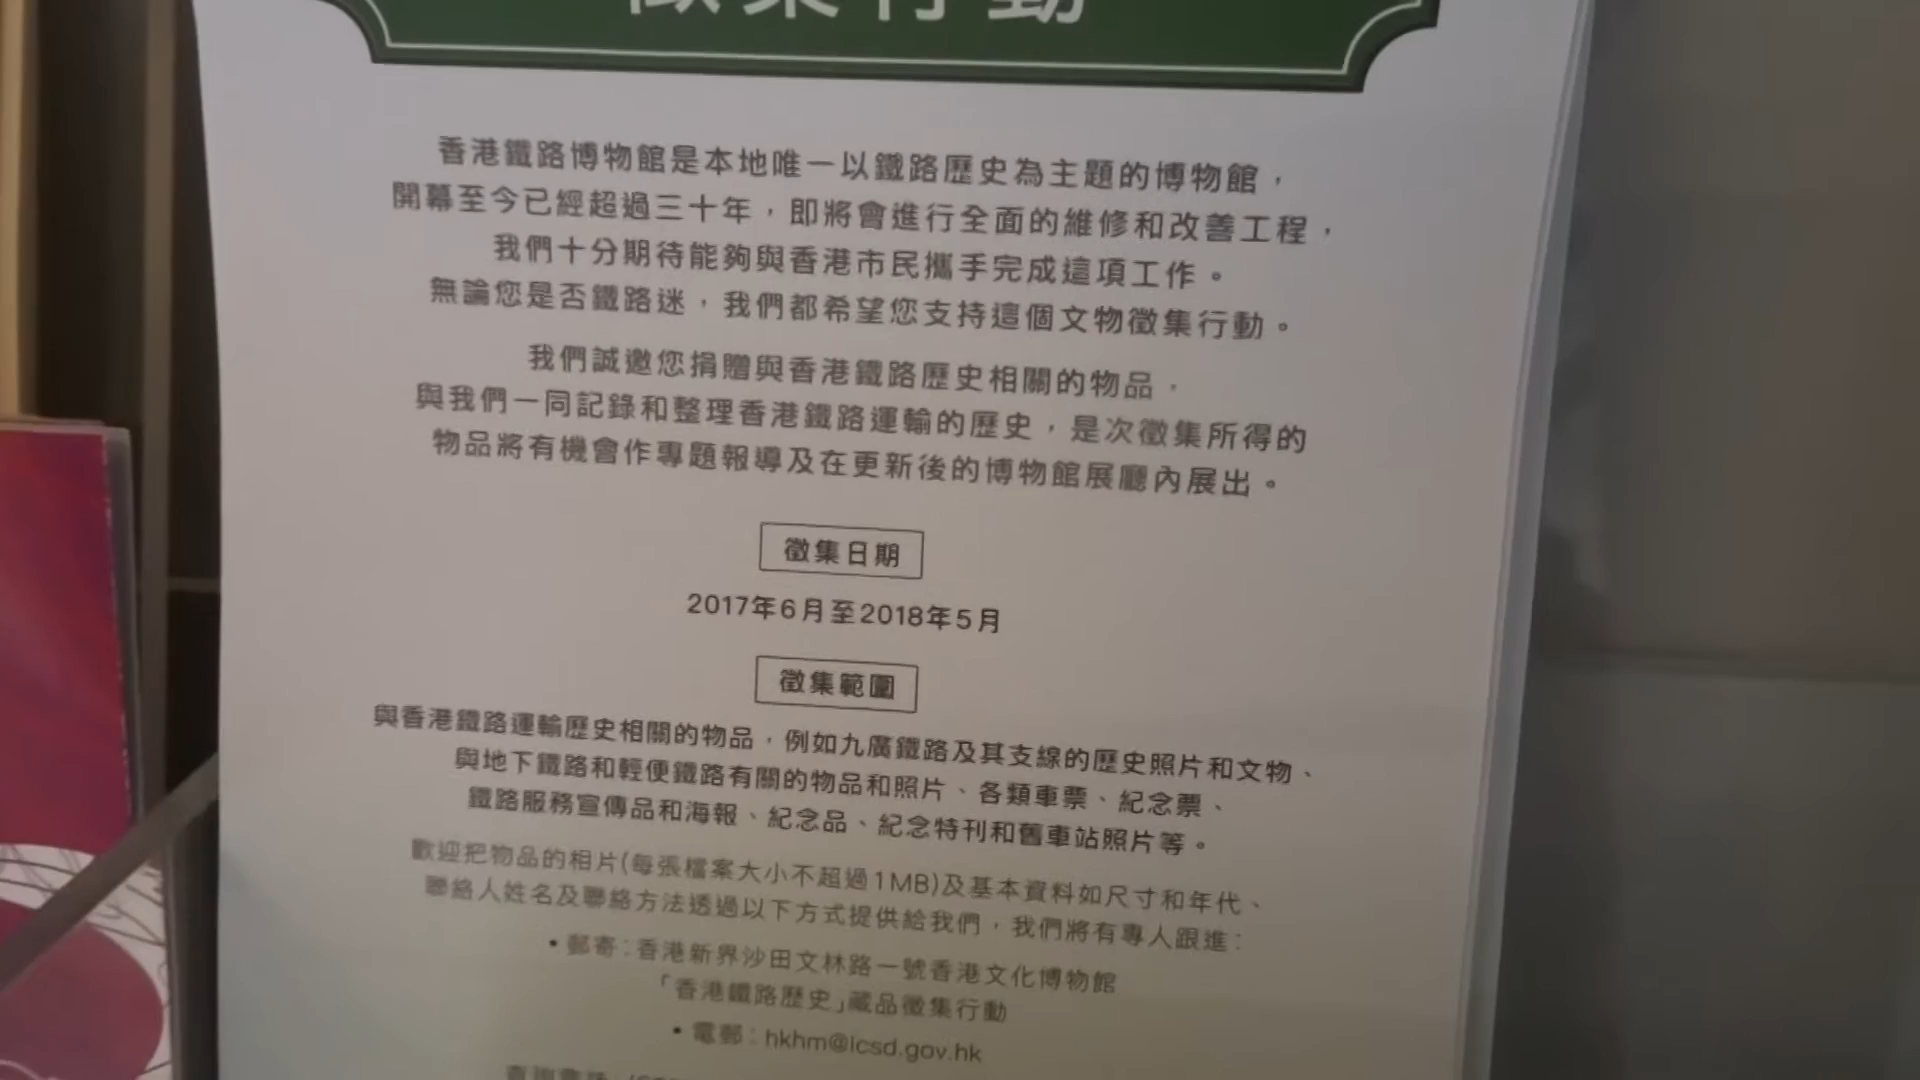 徵集行動
香港鐵路博物館是本地唯一以鐵路歷史為主題的博物館，
開幕至今已經超過三十年，即將會進行全面的維修和改善工程，
我們十分期待能夠與香港市民攜手完成這項工作。
無論您是否鐵路迷，我們都希望您支持這個文物徵集行動。
我們誠邀您捐贈與香港鐵路歷史相關的物品，
與我們一同記錄和整理香港鐵路運輸的歷史，是次徵集所得的
物品將有機會作專題報導及在更新後的博物館展廳內展出。
徵集日期
2017年6月至2018年5月
徵集範圍
與香港鐵路運輸歷史相關的物品，例如九廣鐵路及其支線的歷史照片和文物、
與地下鐵路和輕便鐵路有關的物品和照片、各類車票、紀念票、
鐵路服務宣傳品和海報、紀念品、紀念特刊和舊車站照片等。
歡迎把物品的相片(每張檔案大小不超過1MB)及基本資料如尺寸和年代、
聯絡人姓名及聯絡方法透過以下方式提供給我們，我們將有專人跟進：
•郵寄：香港新界沙田文林路一號香港文化博物館
「香港鐵路歷史」藏品徵集行動
•電郵：hkhm@lcsd.gov.hk